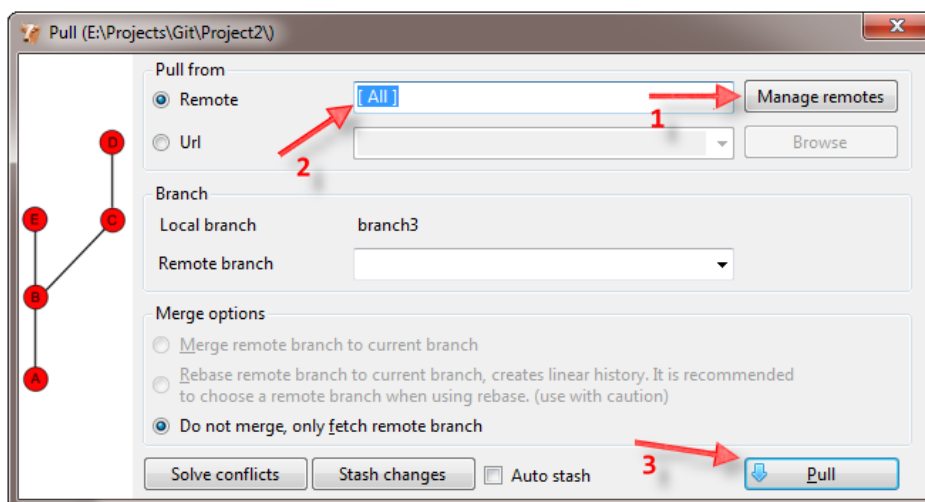 Pull (E:\Projects\Git\Project2\)
x
Pull from
Remote
[ All ]
1
Manage remotes
2
Url
Browse
D
Branch
E
C
Local branch
branch3
Remote branch
B
Merge options
Merge remote branch to current branch
A
Rebase remote branch to current branch, creates linear history. It is recommended
to choose a remote branch when using rebase. (use with caution)
Do not merge, only fetch remote branch
3
Solve conflicts
Stash changes
Auto stash
Pull